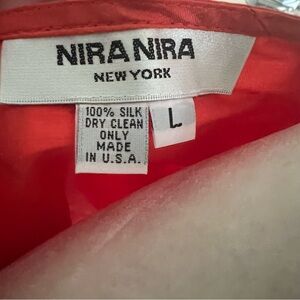 NIRA NIRA
NEW YORK
100% SILK
DRY CLEAN
ONLY
MADE
IN U.S.A.
L